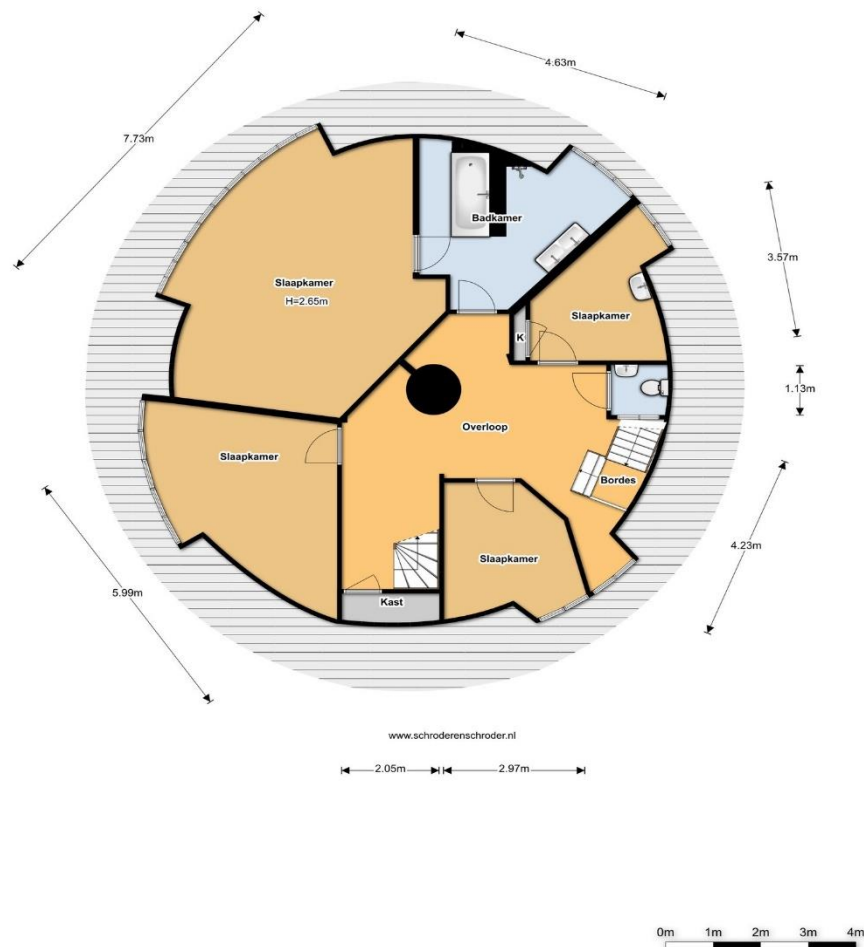 4.63m
7.73m
Badkamer
3.57m
Slaapkamer
H=2.65m
Slaapkamer
K
1.13m
Overloop
Slaapkamer
Bordes
4.23m
Slaapkamer
5.99m
Kast
www.schroderenschroder.nl
2.05m 2.97m
0m 1m 2m 3m 4m